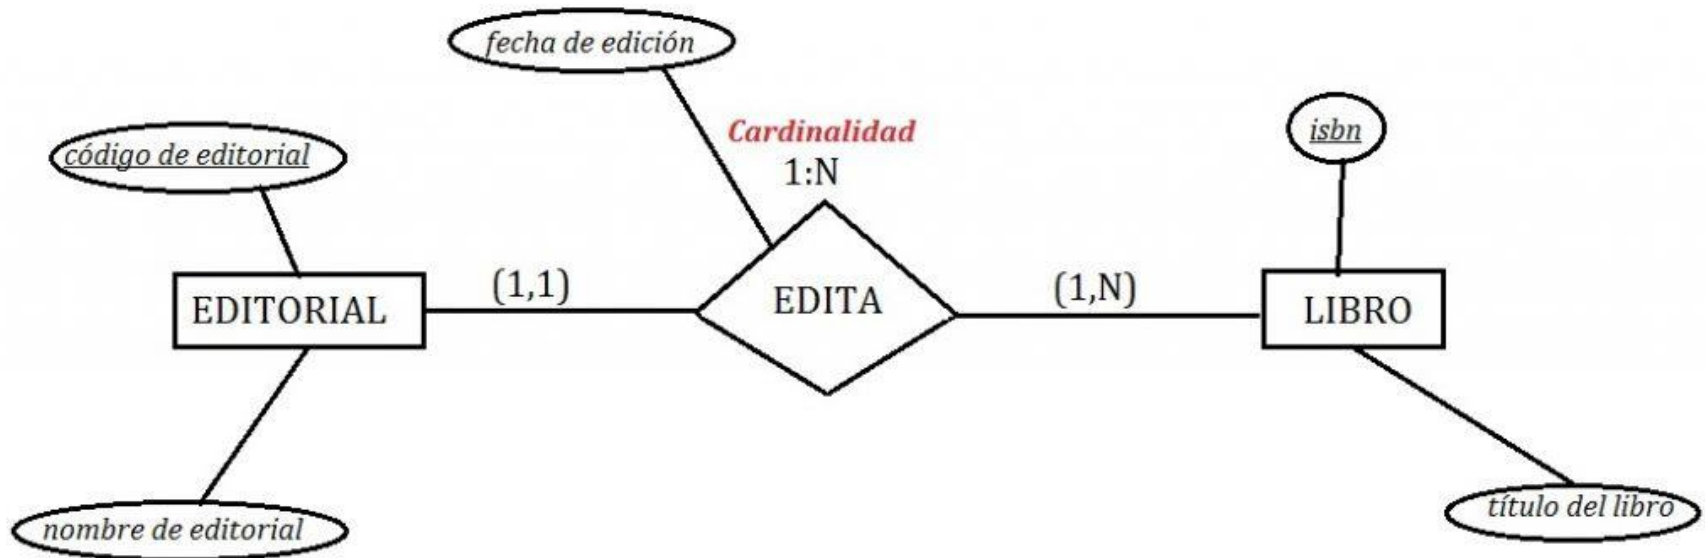 fecha de edición
Cardinalidad
1:N
isbn
código de editorial
EDITORIAL
(1,1)
EDITA
(1,N)
LIBRO
nombre de editorial
título del libro